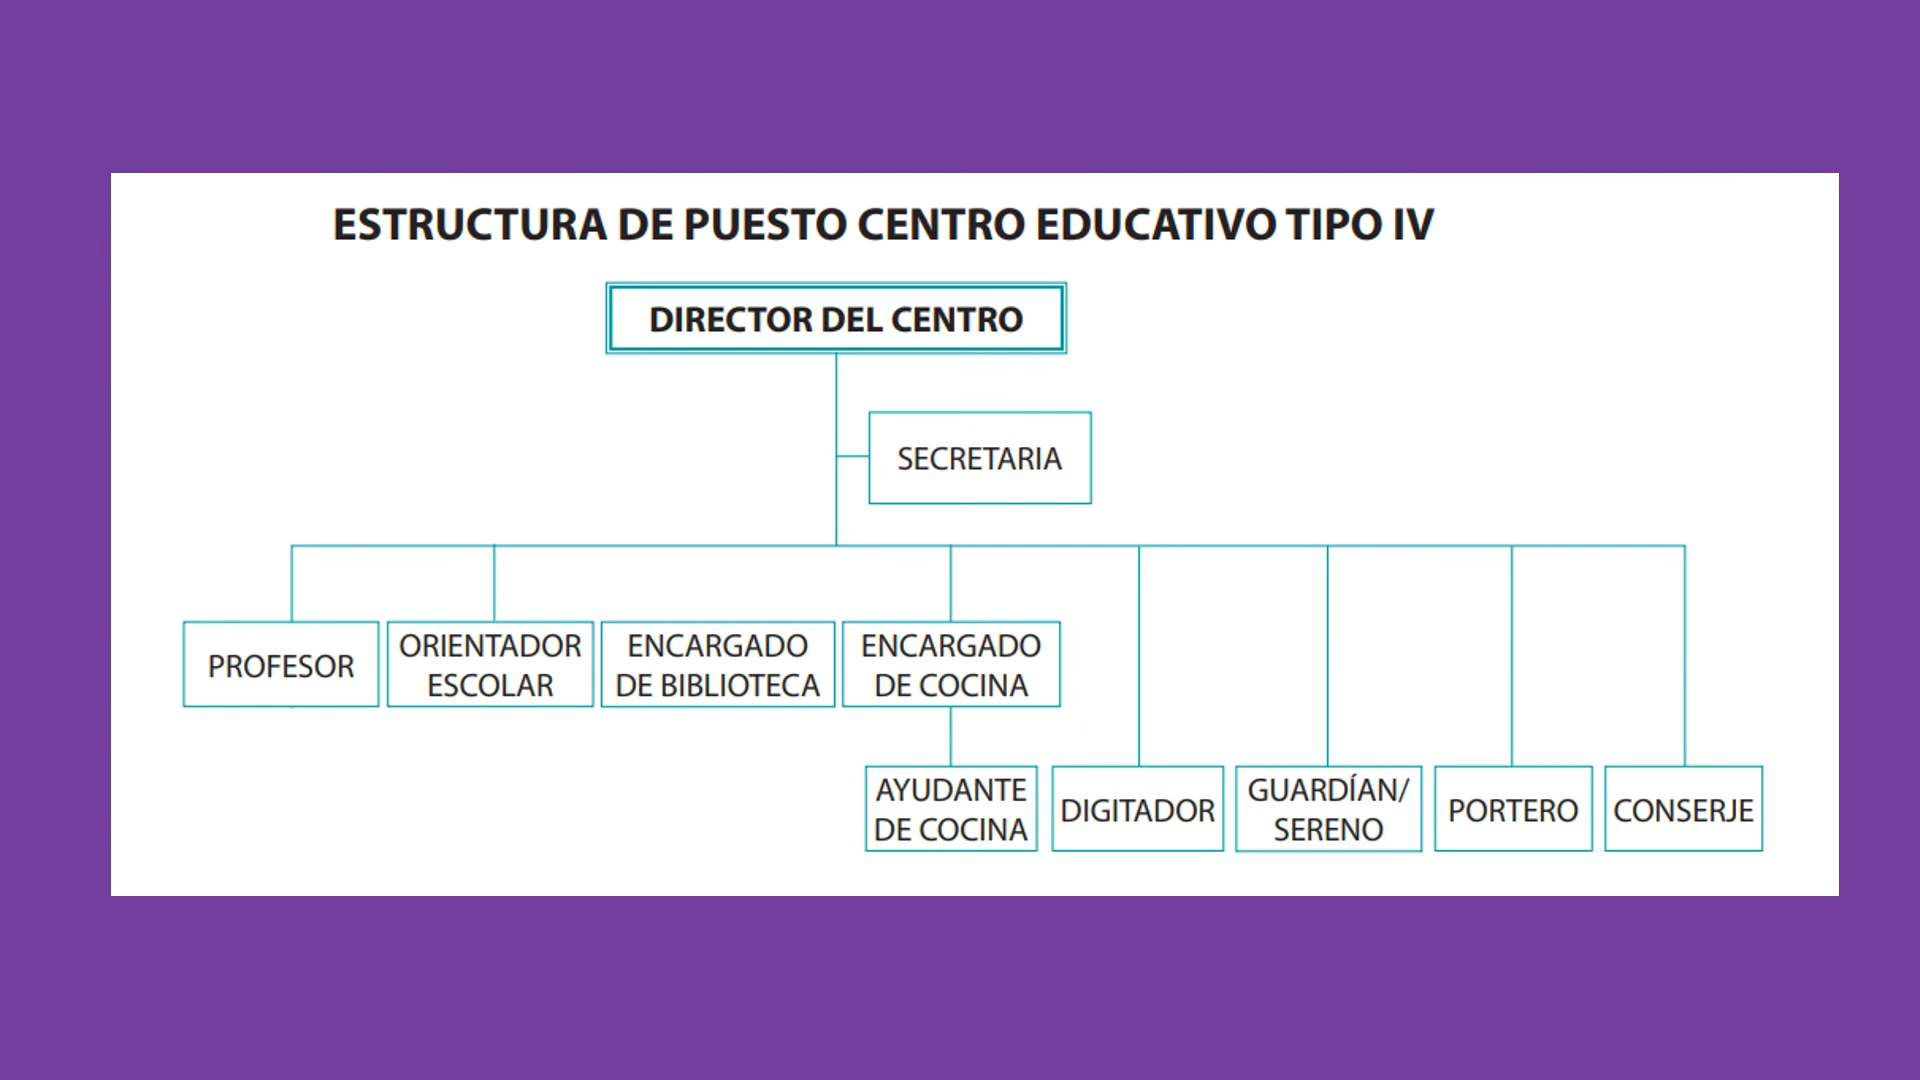 ESTRUCTURA DE PUESTO CENTRO EDUCATIVO TIPO IV
DIRECTOR DEL CENTRO
SECRETARIA
PROFESOR
ORIENTADOR
ESCOLAR
ENCARGADO
DE BIBLIOTECA
ENCARGADO
DE COCINA
AYUDANTE
DE COCINA
DIGITADOR
GUARDÍAN/
SERENO
PORTERO
CONSERJE